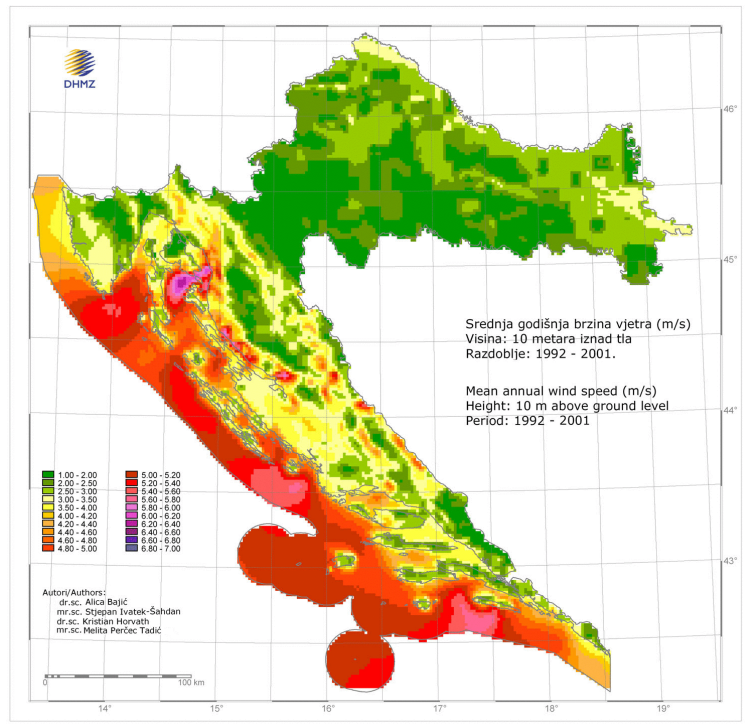 DHMZ
46°
45°
Srednja godišnja brzina vjetra (m/s)
Visina: 10 metara iznad tla
Razdoblje: 1992 - 2001.
Mean annual wind speed (m/s)
Height: 10 m above ground level
Period: 1992 - 2001
44°
43°
1.00 - 2.00
2.00 - 2.50
2.50 - 3.00
3.00 - 3.50
3.50 - 4.00
4.00 - 4.20
4.20 - 4.40
4.40 - 4.60
4.60 - 4.80
4.80 - 5.00
5.00 - 5.20
5.20 - 5.40
5.40 - 5.60
5.60 - 5.80
5.80 - 6.00
6.00 - 6.20
6.20 - 6.40
6.40 - 6.60
6.60 - 6.80
6.80 - 7.00
Autori/Authors:
dr.sc. Alica Bajić
mr.sc. Stjepan Ivatek-Šahdan
dr.sc. Kristian Horvath
mr.sc. Melita Perčec Tadić
0 100 km
14° 15° 16° 17° 18° 19°